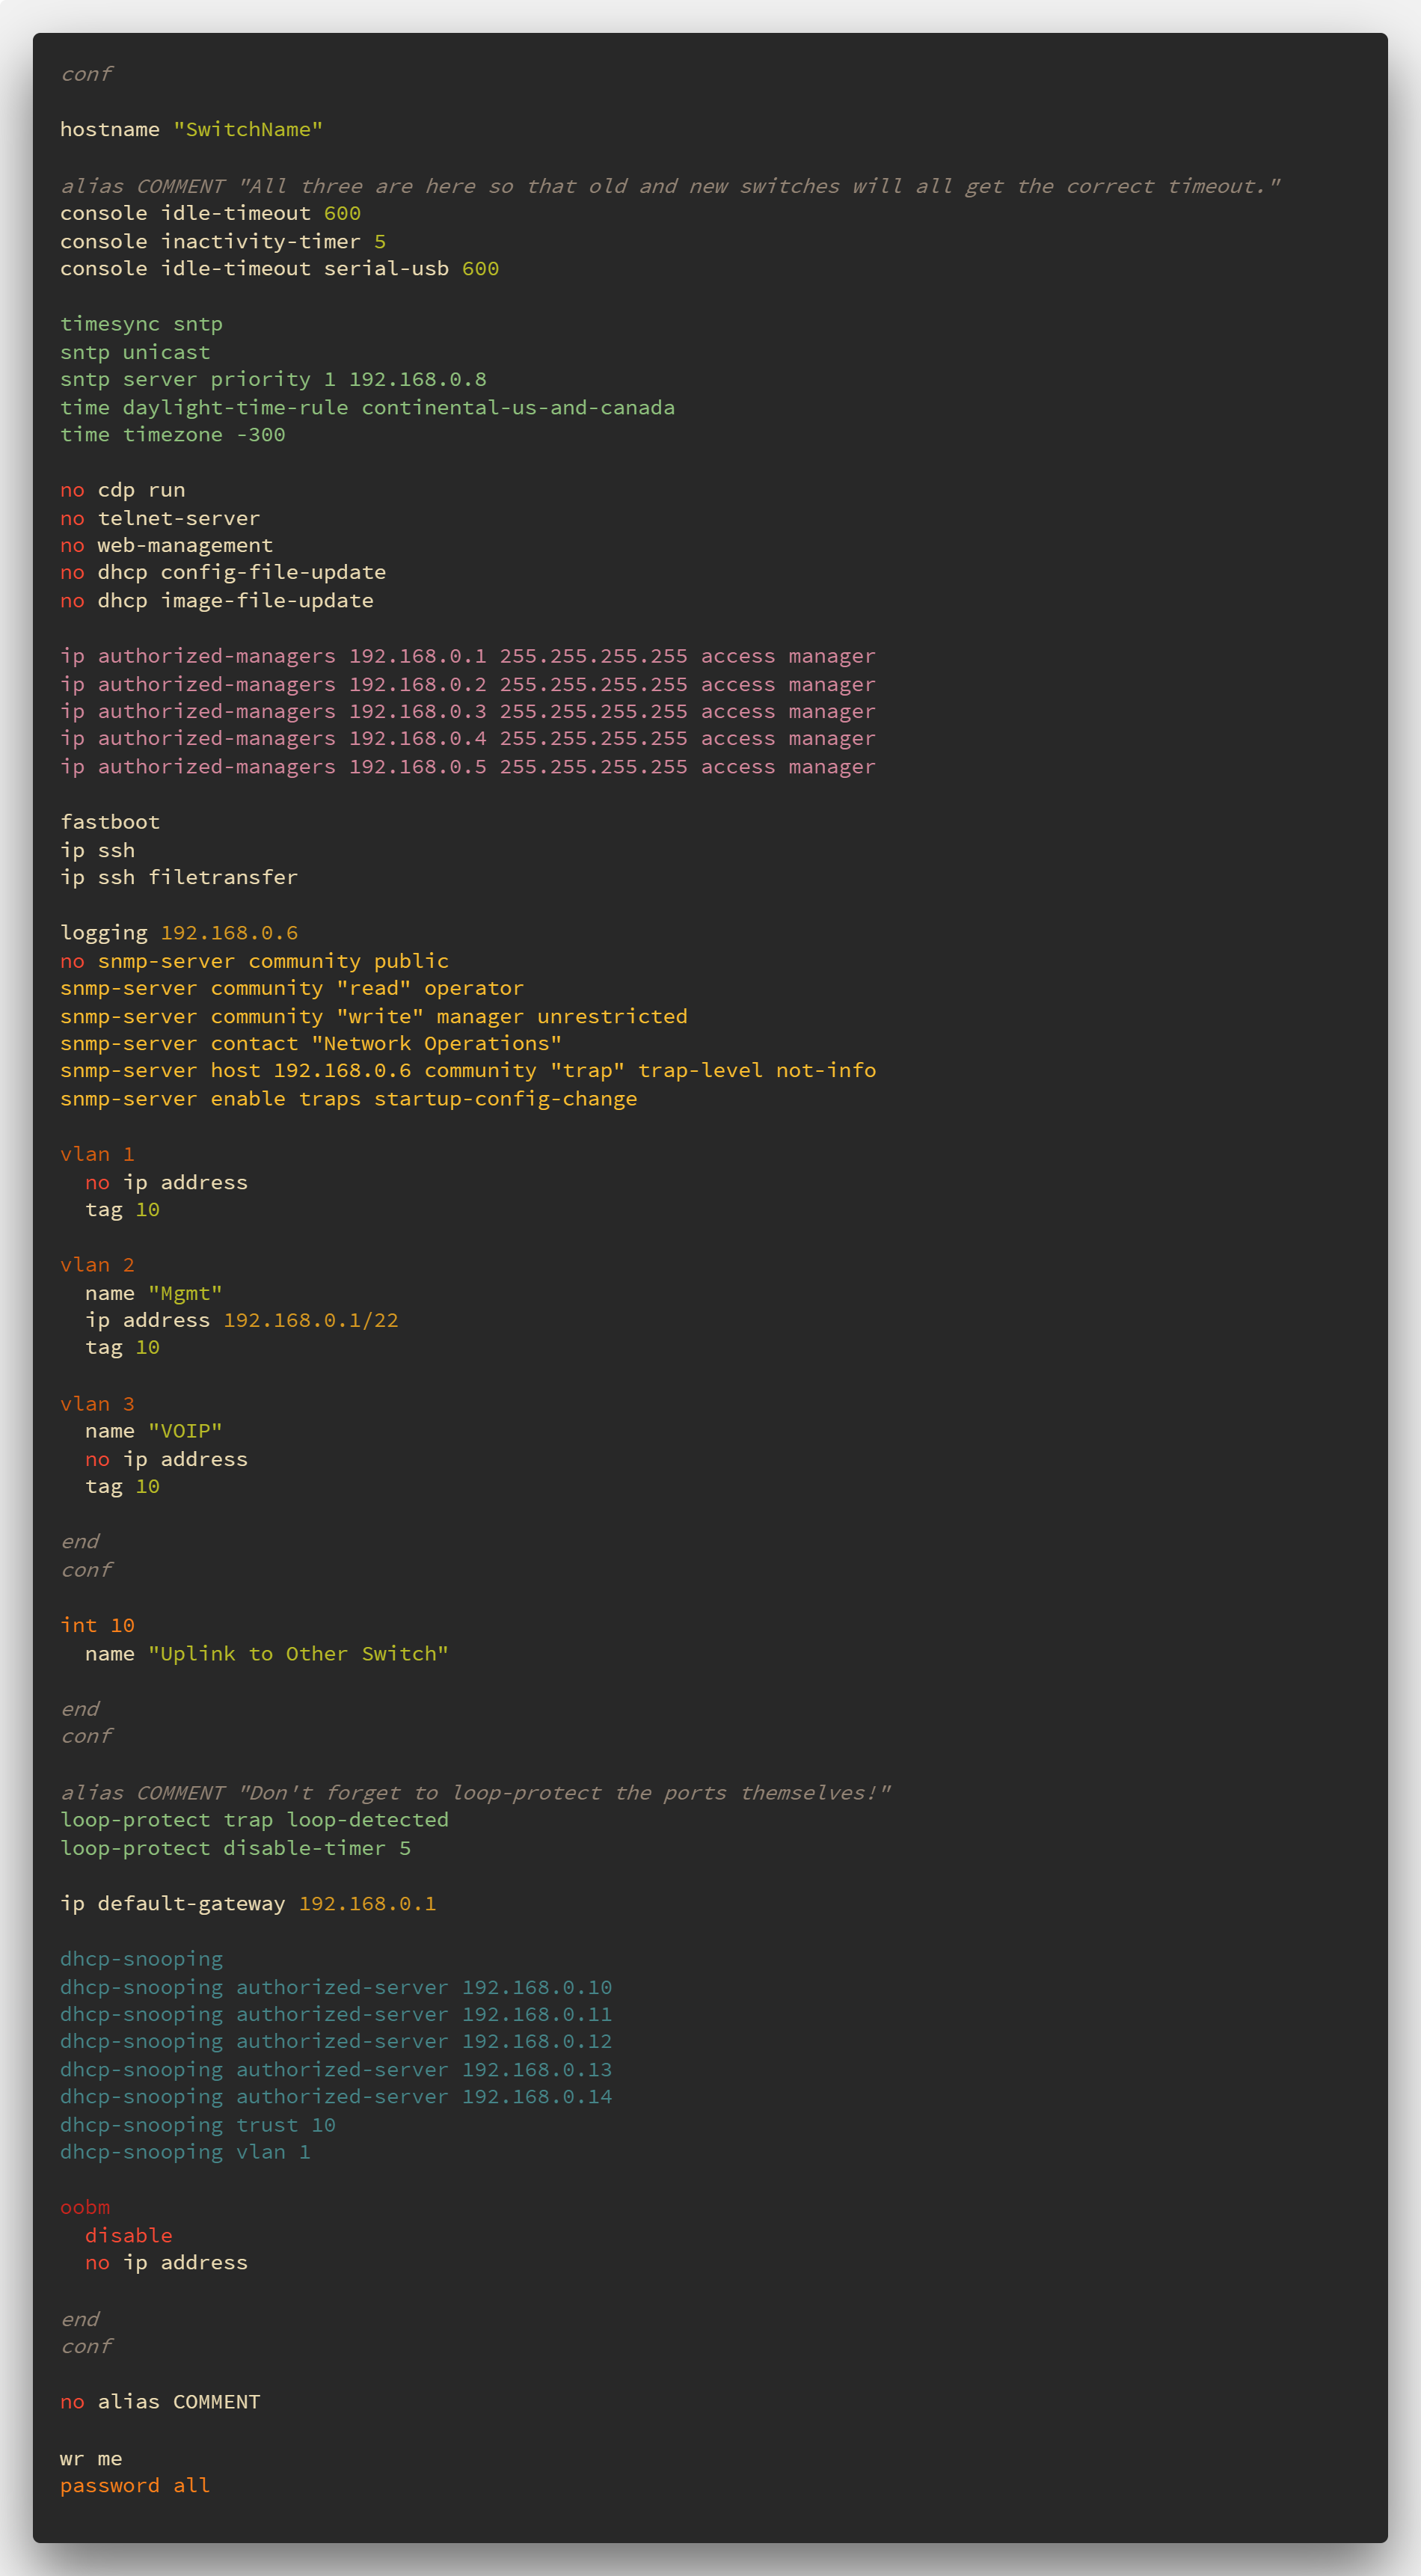 conf
hostname "SwitchName"
alias COMMENT "All three are here so that old and new switches will all get the correct timeout."
console idle-timeout 600
console inactivity-timer 5
console idle-timeout serial-usb 600
timesync sntp
sntp unicast
sntp server priority 1 192.168.0.8
time daylight-time-rule continental-us-and-canada
time timezone -300
no cdp run
no telnet-server
no web-management
no dhcp config-file-update
no dhcp image-file-update
ip authorized-managers 192.168.0.1 255.255.255.255 access manager
ip authorized-managers 192.168.0.2 255.255.255.255 access manager
ip authorized-managers 192.168.0.3 255.255.255.255 access manager
ip authorized-managers 192.168.0.4 255.255.255.255 access manager
ip authorized-managers 192.168.0.5 255.255.255.255 access manager
fastboot
ip ssh
ip ssh filetransfer
logging 192.168.0.6
no snmp-server community public
snmp-server community "read" operator
snmp-server community "write" manager unrestricted
snmp-server contact "Network Operations"
snmp-server host 192.168.0.6 community "trap" trap-level not-info
snmp-server enable traps startup-config-change
vlan 1
  no ip address
  tag 10
vlan 2
  name "Mgmt"
  ip address 192.168.0.1/22
  tag 10
vlan 3
  name "VOIP"
  no ip address
  tag 10
end
conf
int 10
  name "Uplink to Other Switch"
end
conf
alias COMMENT "Don't forget to loop-protect the ports themselves!"
loop-protect trap loop-detected
loop-protect disable-timer 5
ip default-gateway 192.168.0.1
dhcp-snooping
dhcp-snooping authorized-server 192.168.0.10
dhcp-snooping authorized-server 192.168.0.11
dhcp-snooping authorized-server 192.168.0.12
dhcp-snooping authorized-server 192.168.0.13
dhcp-snooping authorized-server 192.168.0.14
dhcp-snooping trust 10
dhcp-snooping vlan 1
oobm
  disable
  no ip address
end
conf
no alias COMMENT
wr me
password all